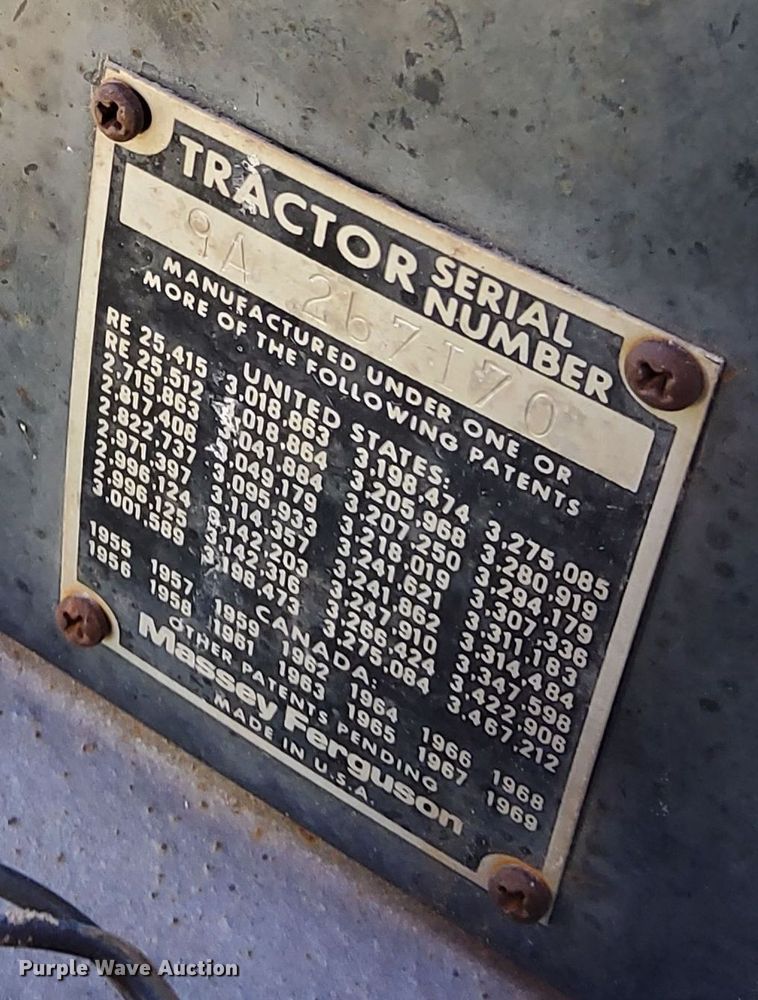 TRACTOR SERIAL NUMBER
9A 267170
MANUFACTURED UNDER ONE OR
MORE OF THE FOLLOWING PATENTS
UNITED STATES:
RE 25,415 3,018,863 3,198,474 3,275,085
RE 25,512 3,018,864 3,205,968 3,280,919
2,715,863 3,041,884 3,207,250 3,294,179
2,817,408 3,049,179 3,218,019 3,307,336
2,822,737 3,095,933 3,241,621 3,311,183
2,971,397 3,114,357 3,241,862 3,314,484
2,996,124 3,142,203 3,247,910 3,347,598
2,996,125 3,142,316 3,266,424 3,422,906
3,001,589 3,198,473 3,275,084 3,467,212
CANADA:
1955 1957 1959 1962 1964 1966 1968
1956 1958 1961 1963 1965 1967 1969
OTHER PATENTS PENDING
Massey Ferguson
MADE IN U.S.A.
Purple Wave Auction